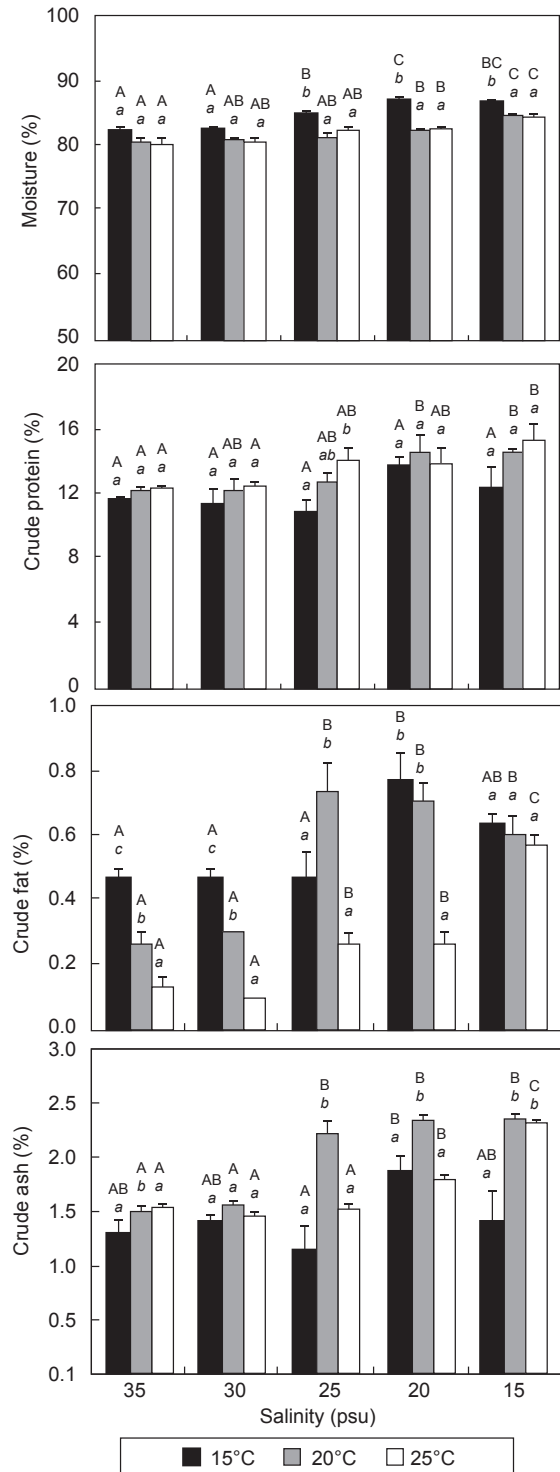 Moisture (%)
100
90
80
70
80
50
A A A A AB AB B AB AB C B B BC C C
a a a a a a b a a b a a b a a
Crude protein (%)
20
16
12
8
4
0
A A A A AB A A AB AB A B AB A B B
a a a a a a a ab b a a a a a a
Crude fat (%)
1.0
0.8
0.6
0.4
0.2
0.0
A A A A A A A B B B B B AB B C
c b a c b a a b a b b a a a a
Crude ash (%)
3.0
2.5
2.0
1.5
1.0
0.5
0.1
AB A A AB A A A B A B B B AB B C
a b a a a a a b a a b a a b b
35 30 25 20 15
Salinity (psu)
15°C 20°C 25°C